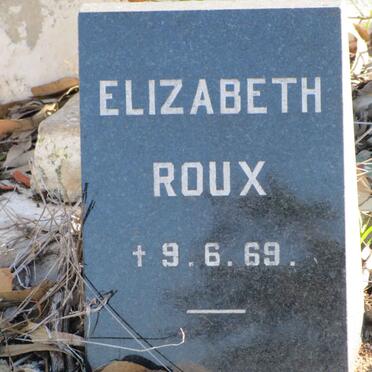 ELIZABETH
ROUX
† 9.6.69.